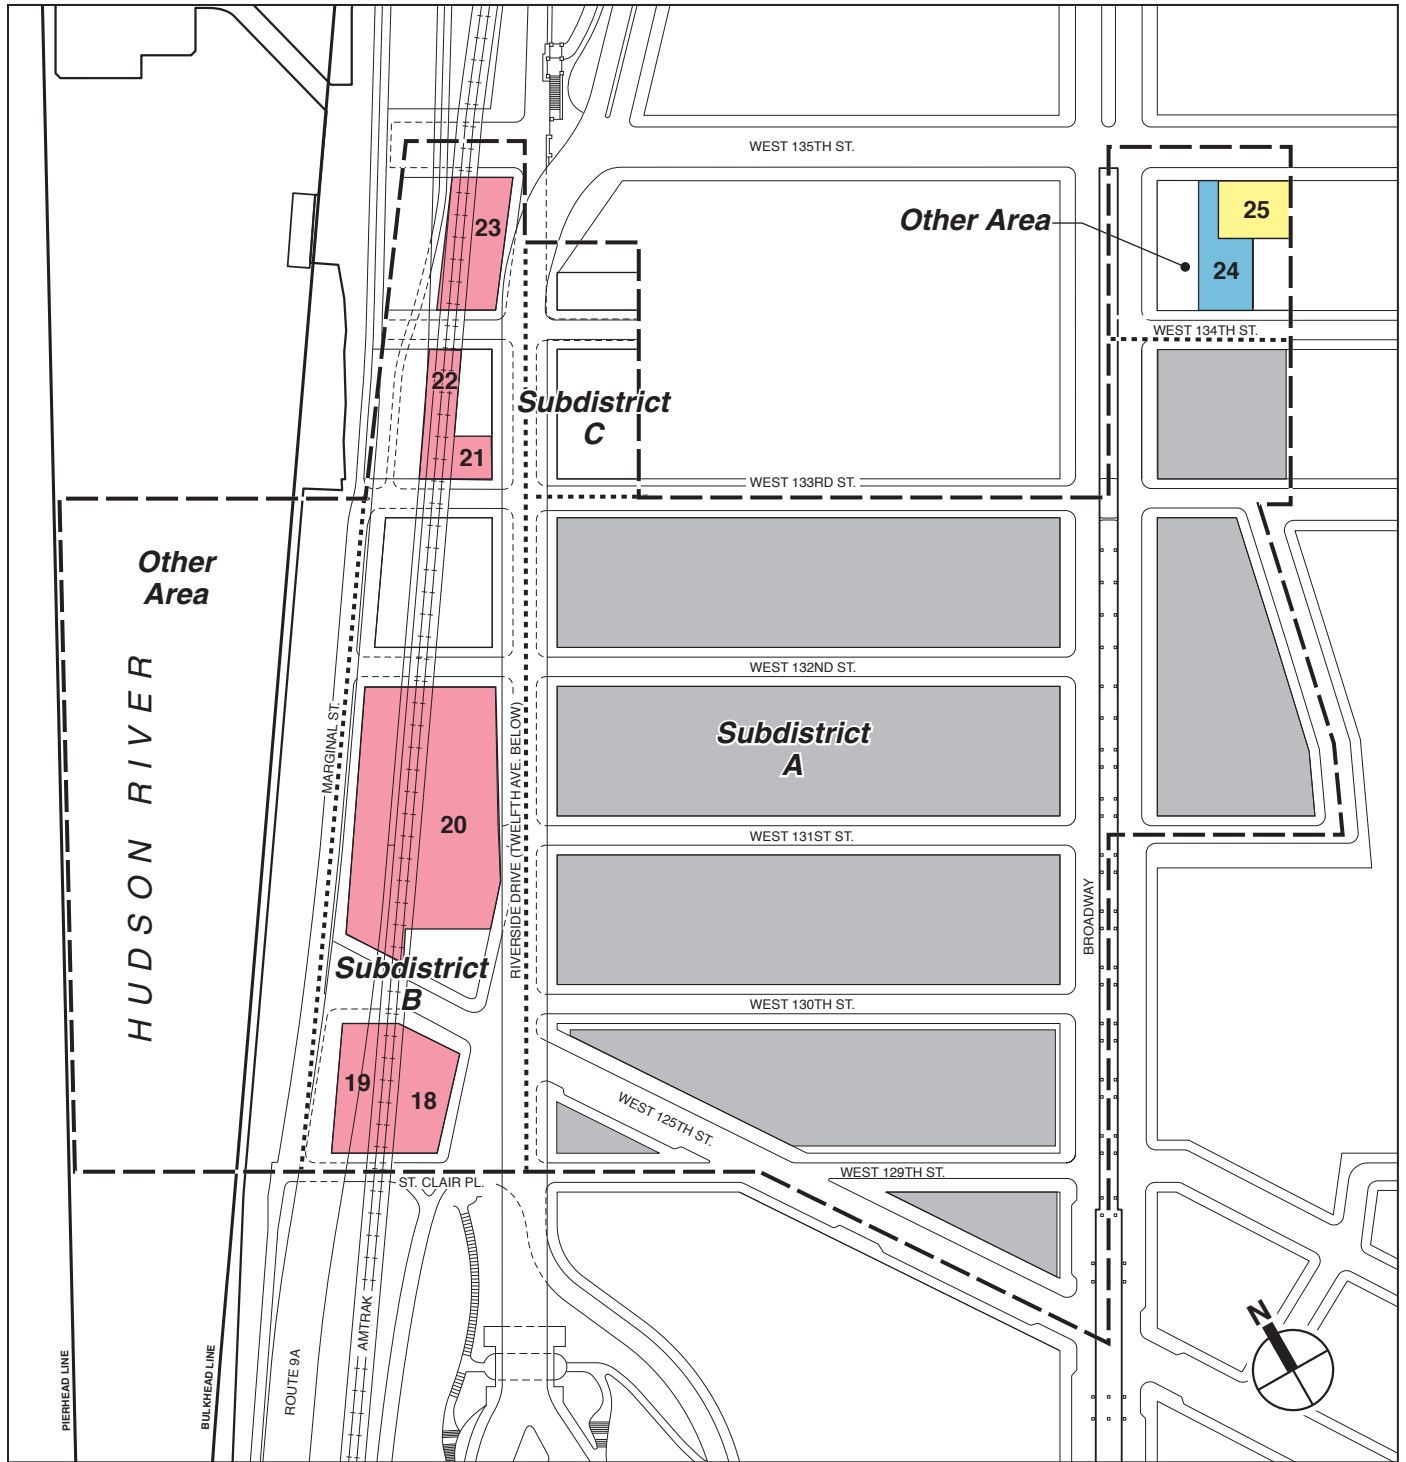 WEST 135TH ST.
23
Other Area
25
24
WEST 134TH ST.
22
Subdistrict
C
21
WEST 133RD ST.
Other
Area
HUDSON RIVER
WEST 132ND ST.
MARGINAL ST.
RIVERSIDE DRIVE (TWELFTH AVE. BELOW)
Subdistrict
A
20
WEST 131ST ST.
BROADWAY
Subdistrict
B
WEST 130TH ST.
19
18
WEST 125TH ST.
WEST 129TH ST.
ST. CLAIR PL.
N
PIERHEAD LINE
BULKHEAD LINE
ROUTE 9A
AMTRAK